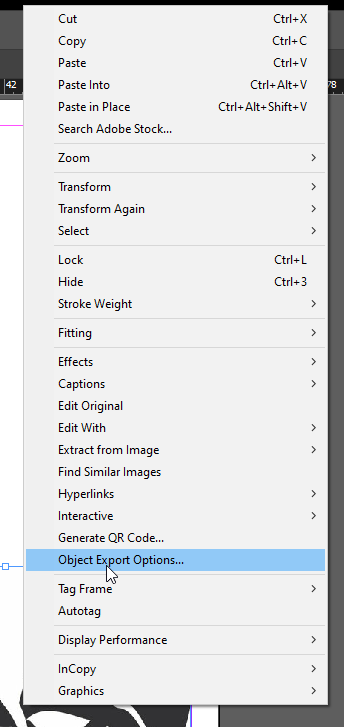 42
78
Cut Ctrl+X
Copy Ctrl+C
Paste Ctrl+V
Paste Into Ctrl+Alt+V
Paste in Place Ctrl+Alt+Shift+V
Search Adobe Stock...
Zoom
Transform
Transform Again
Select
Lock Ctrl+L
Hide Ctrl+3
Stroke Weight
Fitting
Effects
Captions
Edit Original
Edit With
Extract from Image
Find Similar Images
Hyperlinks
Interactive
Generate QR Code...
Object Export Options...
Tag Frame
Autotag
Display Performance
InCopy
Graphics